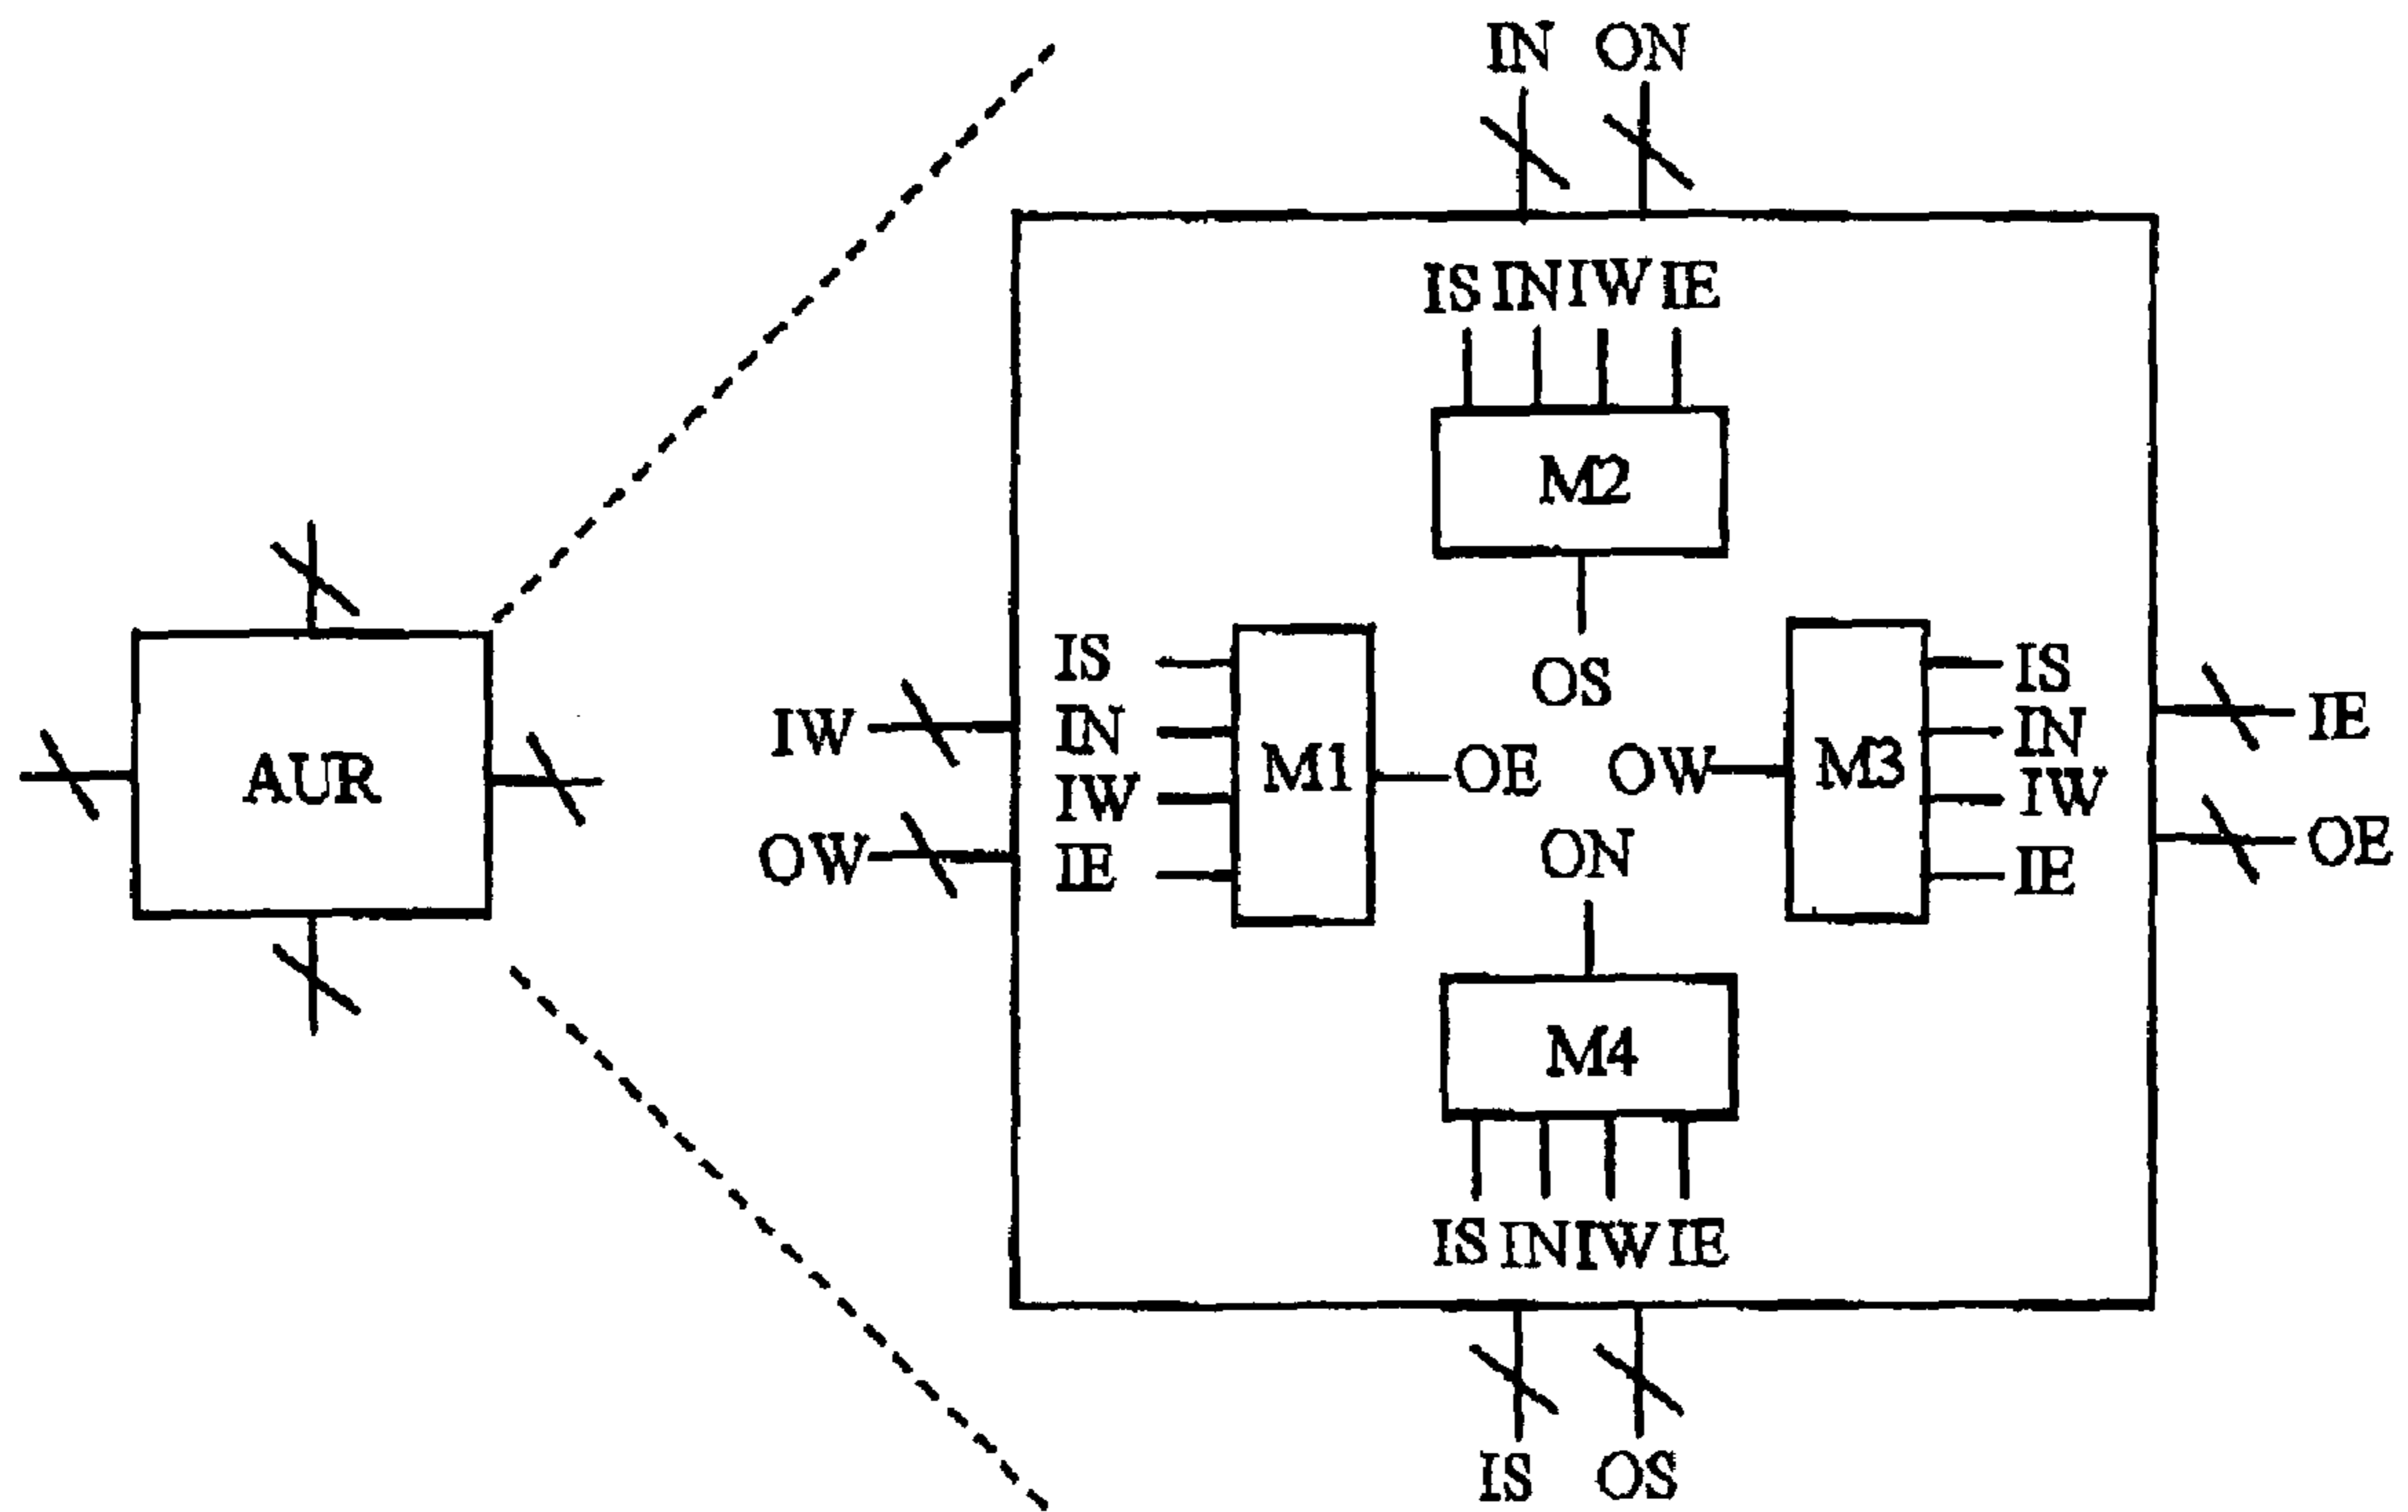 IN ON
IS IN IW IE
M2
OS
AUR
IW
OW
IS
IN
IW
IE
M1
OE
OW
M3
IS
IN
IW
IE
IE
OE
ON
M4
IS IN IW IE
IS OS